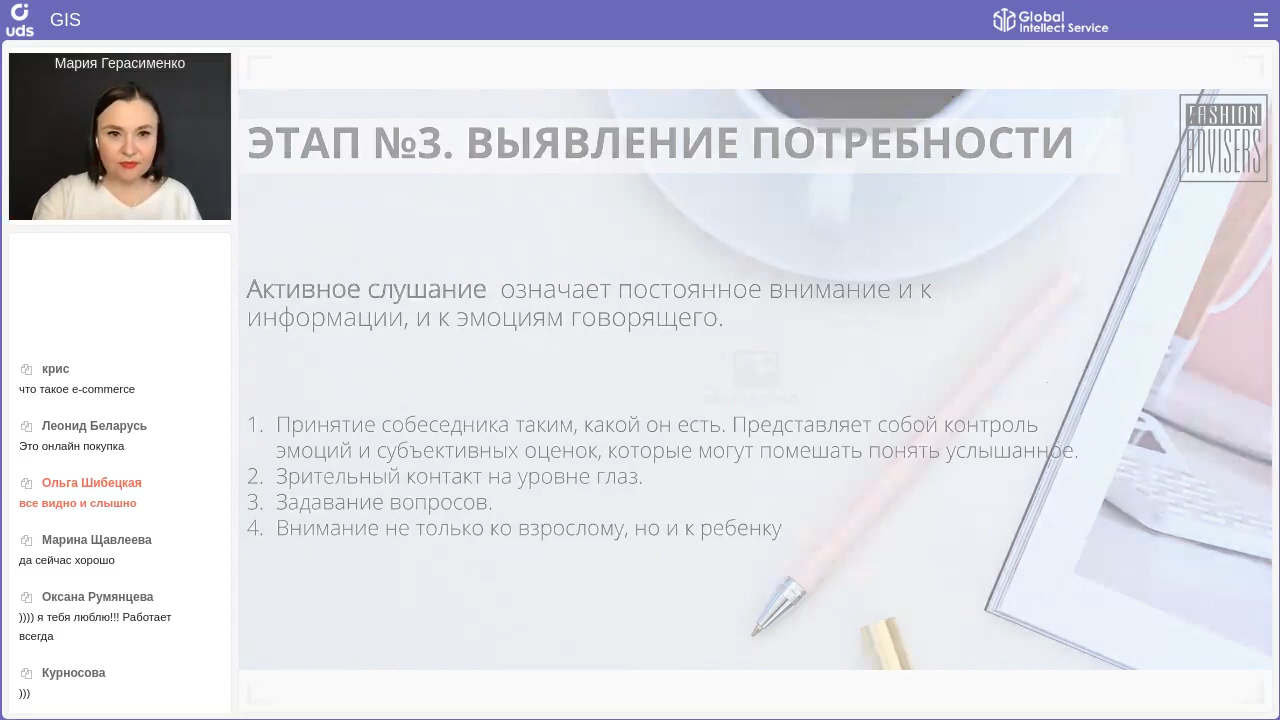 uds
GIS
Global
Intellect Service
Мария Герасименко
крис
что такое e-commerce
Леонид Беларусь
Это онлайн покупка
Ольга Шибецкая
все видно и слышно
Марина Щавлеева
да сейчас хорошо
Оксана Румянцева
)))) я тебя люблю!!! Работает
всегда
Курносова
)))
ЭТАП №3. ВЫЯВЛЕНИЕ ПОТРЕБНОСТИ
FASHION
ADVISERS
Активное слушание означает постоянное внимание и к
информации, и к эмоциям говорящего.
1. Принятие собеседника таким, какой он есть. Представляет собой контроль
эмоций и субъективных оценок, которые могут помешать понять услышанное.
2. Зрительный контакт на уровне глаз.
3. Задавание вопросов.
4. Внимание не только ко взрослому, но и к ребенку